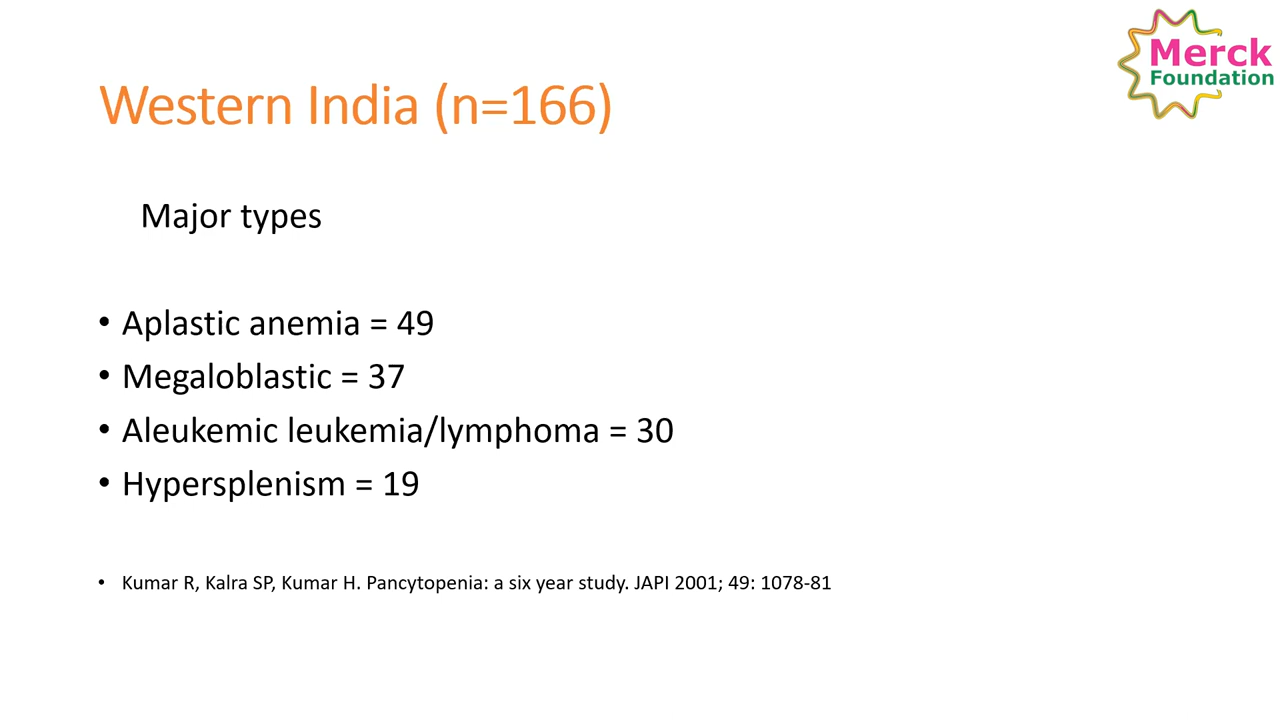 Merck
Foundation
Western India (n=166)
Major types
• Aplastic anemia = 49
• Megaloblastic = 37
• Aleukemic leukemia/lymphoma = 30
• Hypersplenism = 19
• Kumar R, Kalra SP, Kumar H. Pancytopenia: a six year study. JAPI 2001; 49: 1078-81